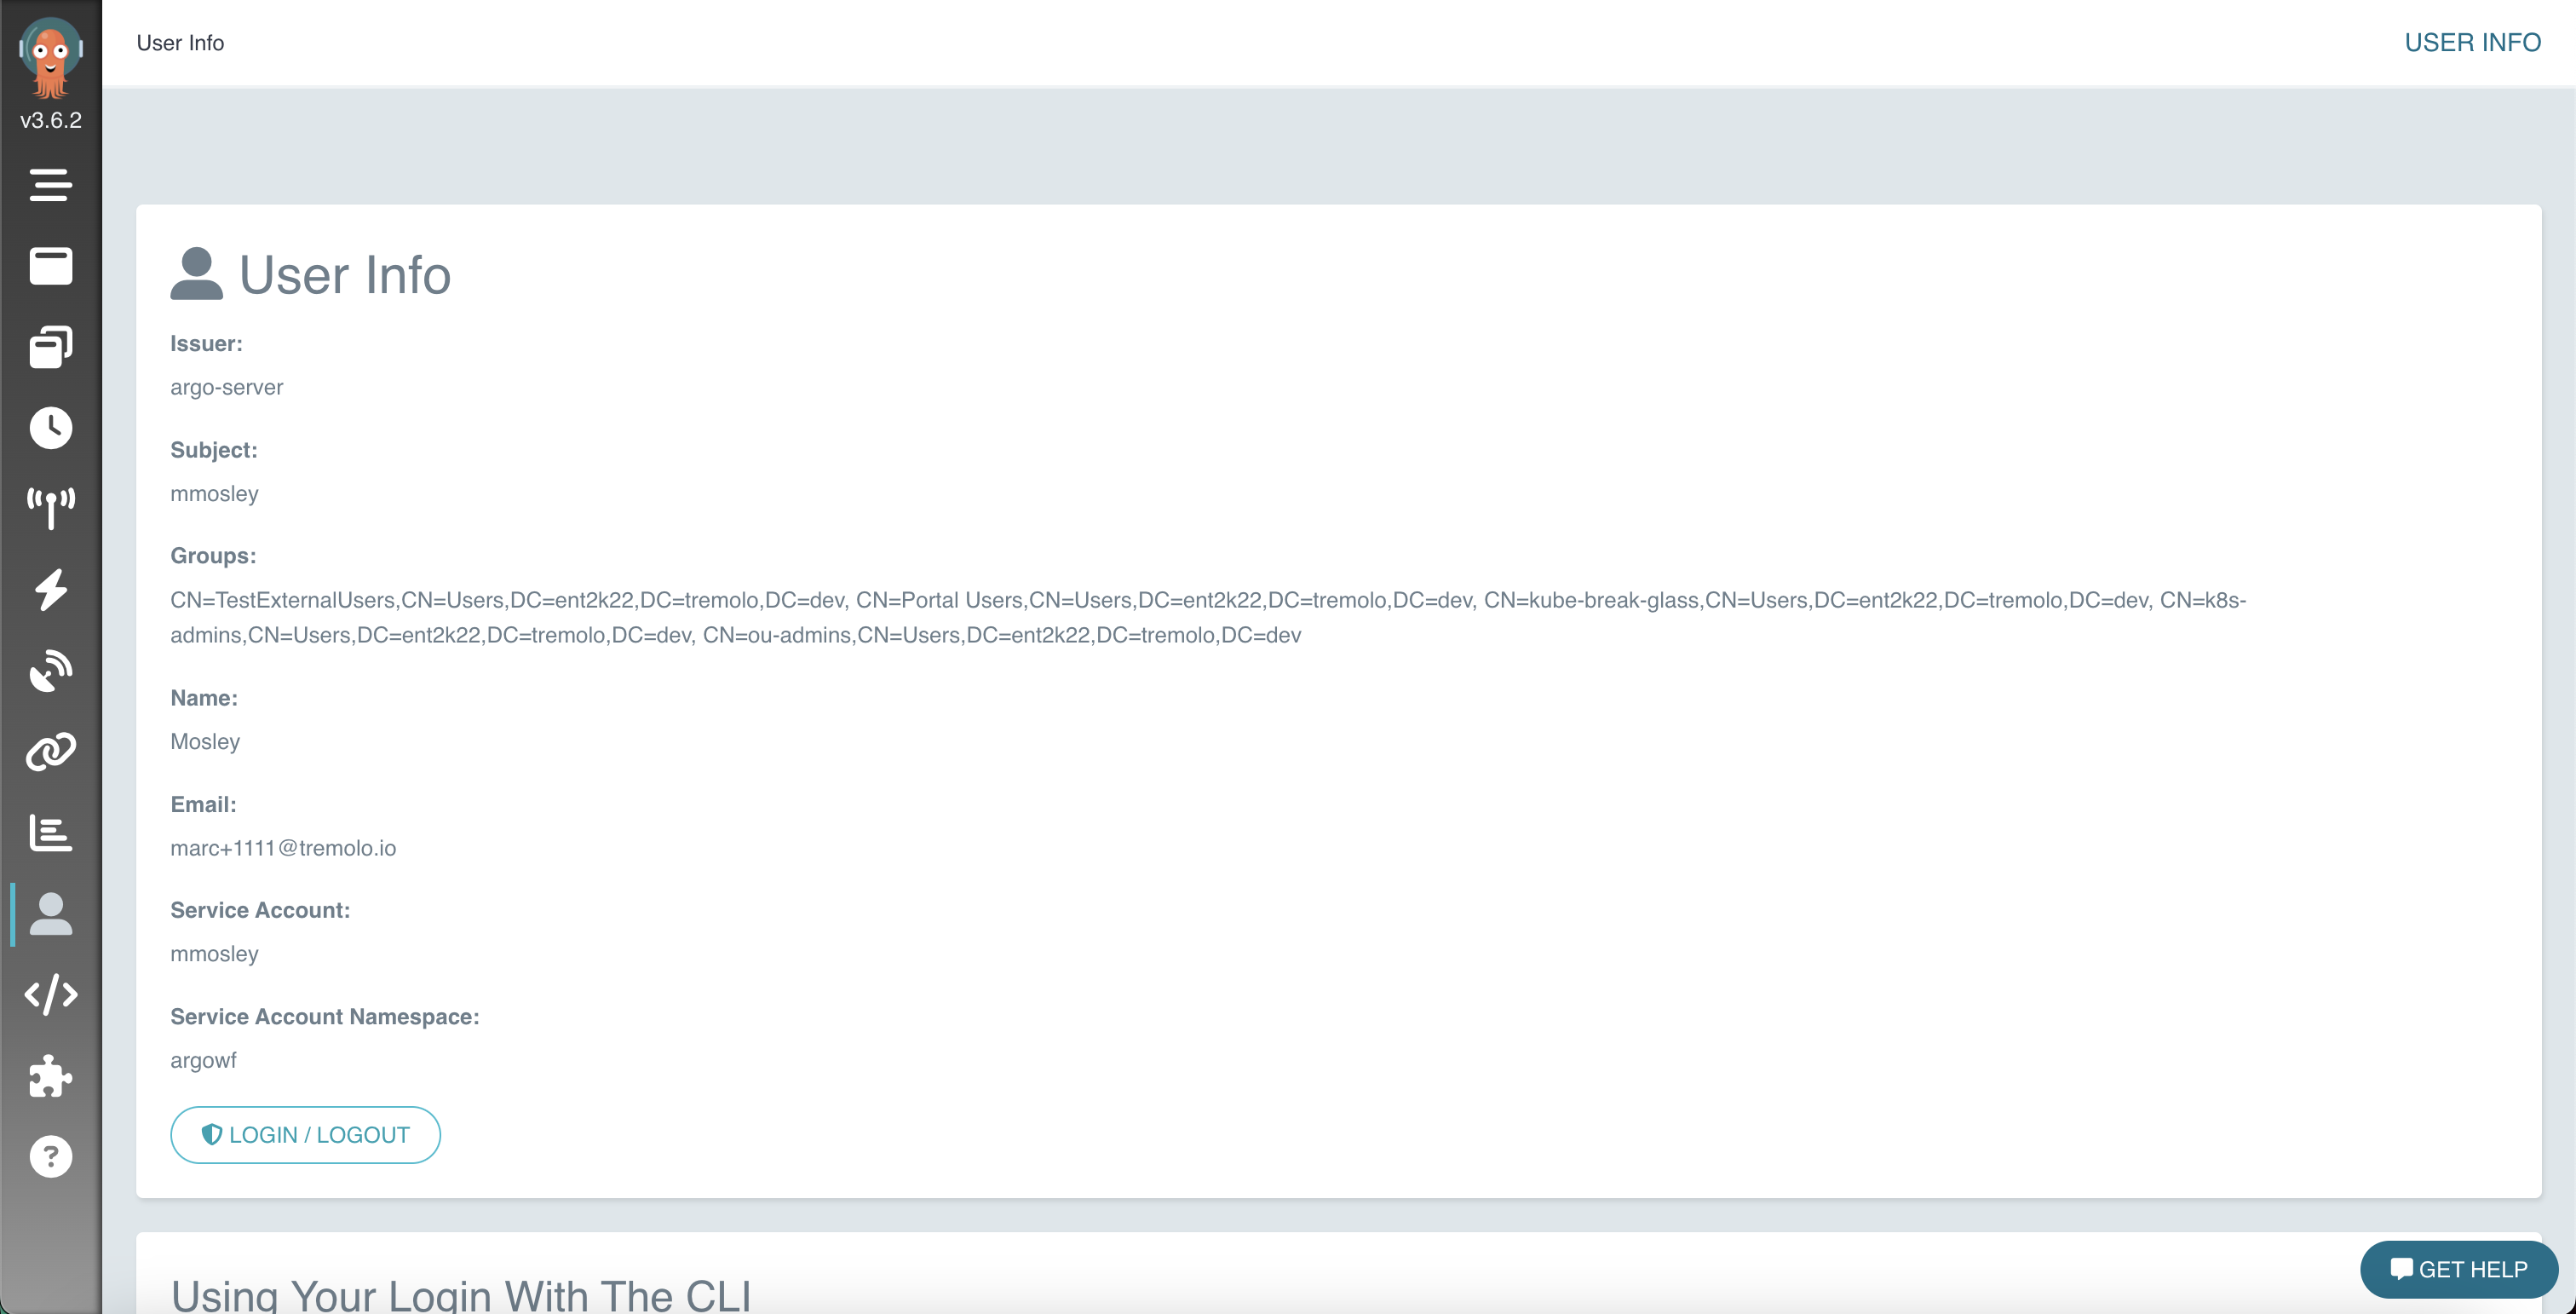 User Info
USER INFO
v3.6.2
User Info
Issuer:
argo-server
Subject:
mmosley
Groups:
CN=TestExternalUsers,CN=Users,DC=ent2k22,DC=tremolo,DC=dev, CN=Portal Users,CN=Users,DC=ent2k22,DC=tremolo,DC=dev, CN=kube-break-glass,CN=Users,DC=ent2k22,DC=tremolo,DC=dev, CN=k8s-
admins,CN=Users,DC=ent2k22,DC=tremolo,DC=dev, CN=ou-admins,CN=Users,DC=ent2k22,DC=tremolo,DC=dev
Name:
Mosley
Email:
marc+1111@tremolo.io
Service Account:
mmosley
Service Account Namespace:
argowf
LOGIN / LOGOUT
Using Your Login With The CLI
GET HELP